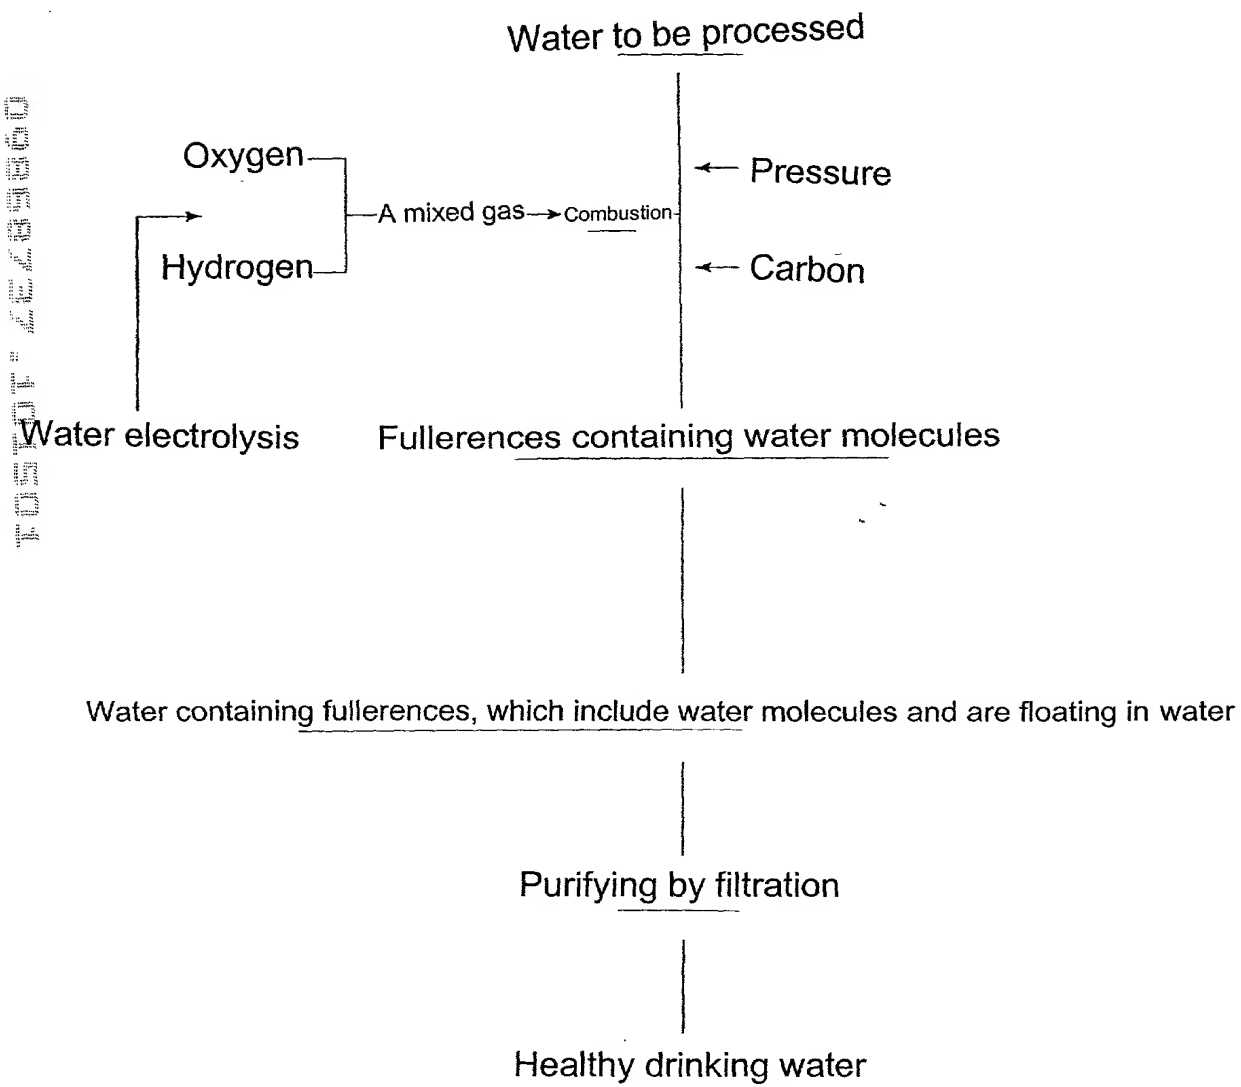 Water to be processed
Oxygen
Pressure
A mixed gas
Combustion
Hydrogen
Carbon
Water electrolysis
Fullerences containing water molecules
Water containing fullerences, which include water molecules and are floating in water
Purifying by filtration
Healthy drinking water